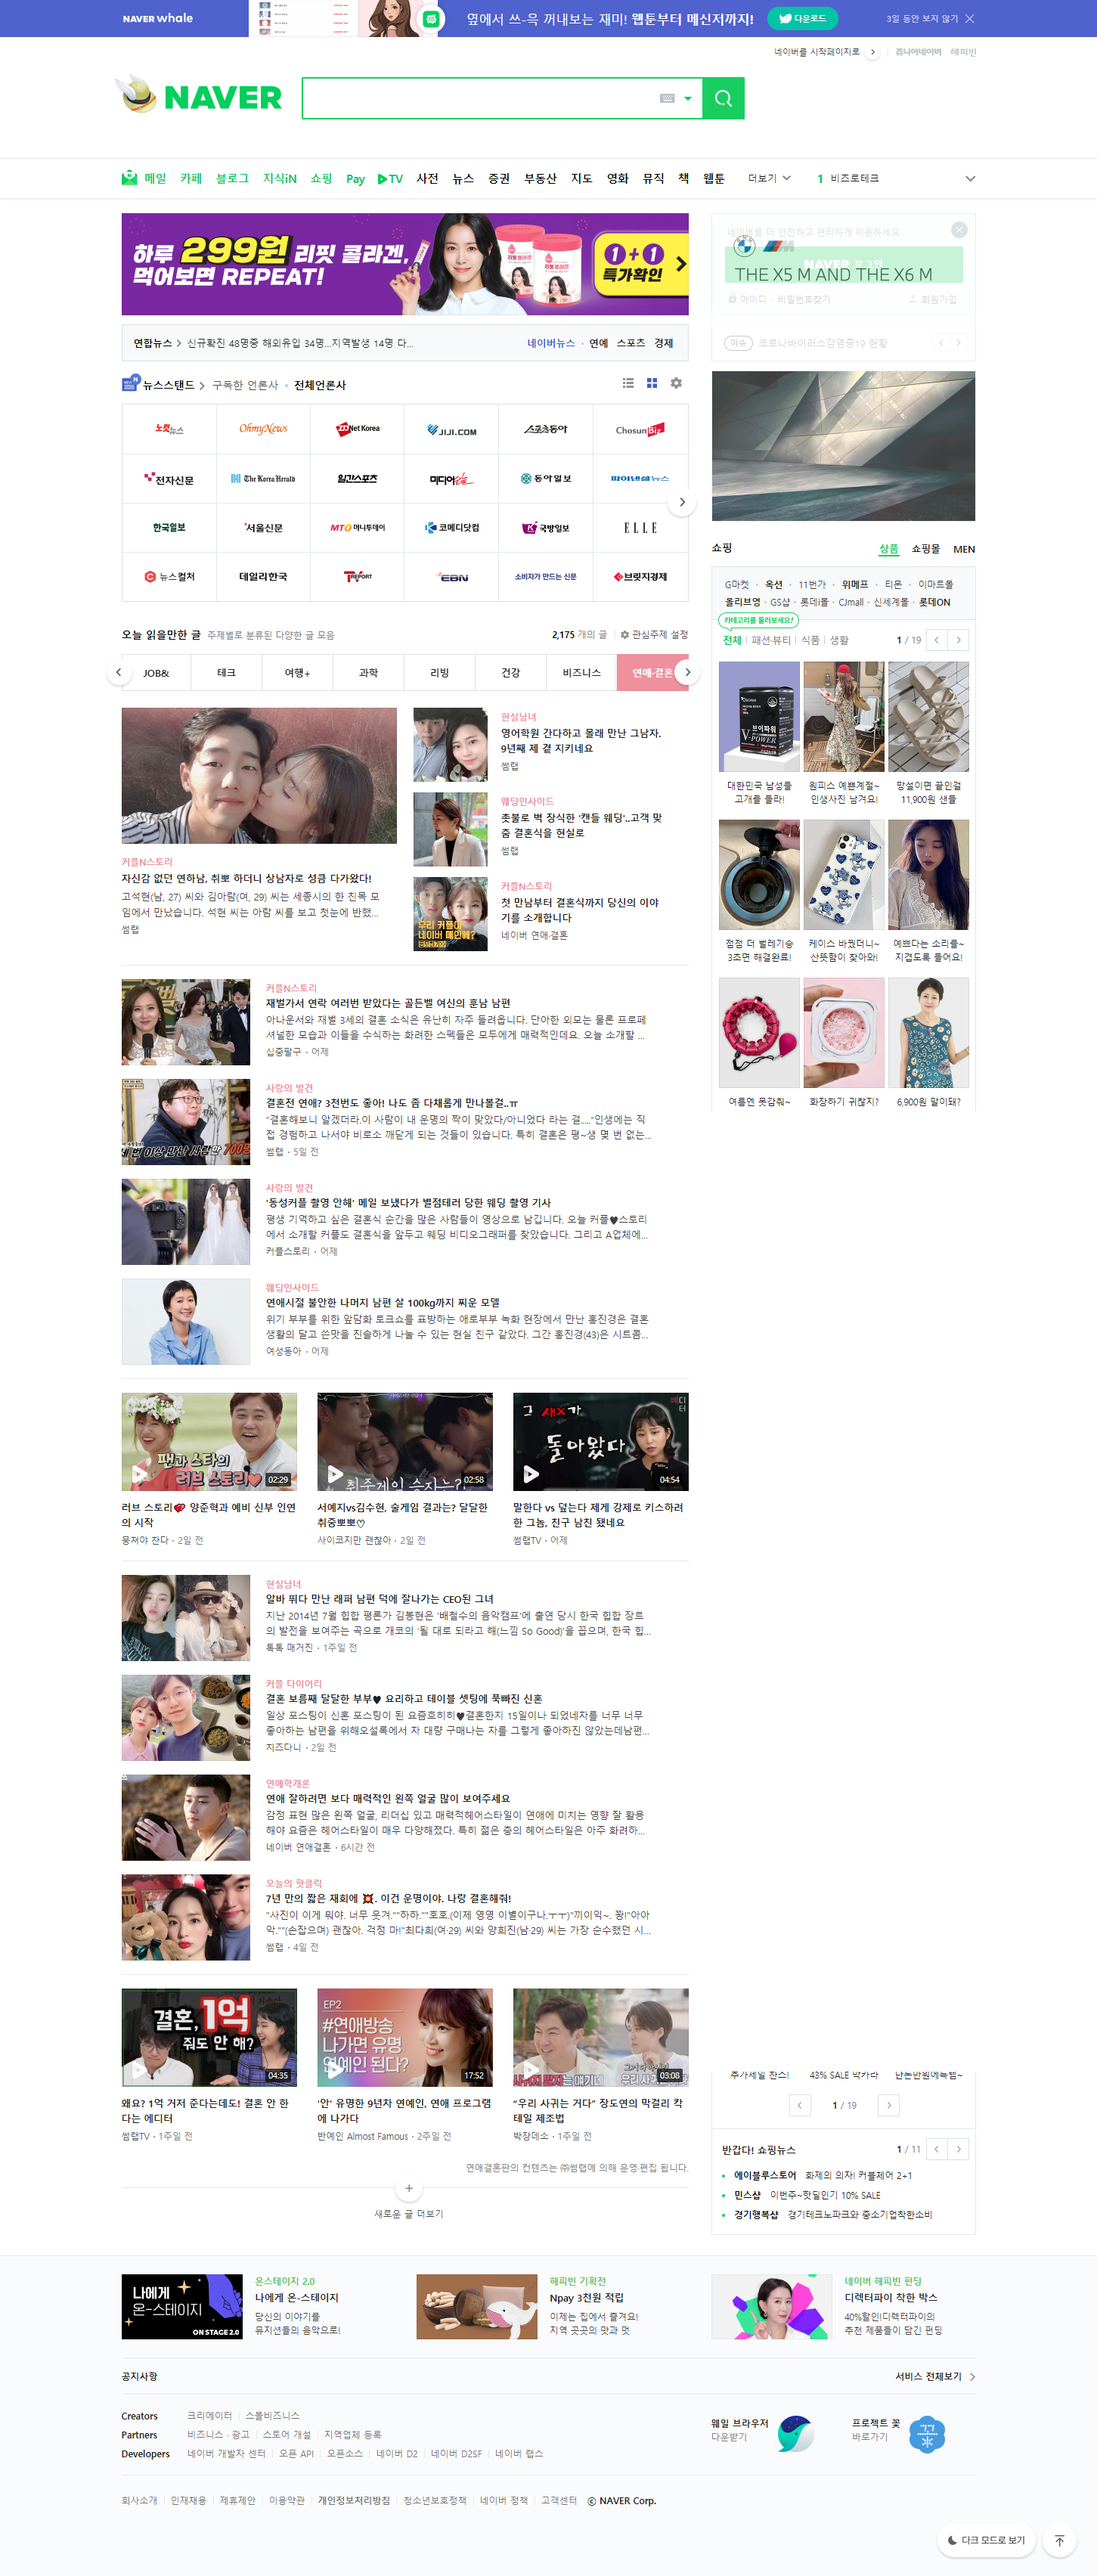 NAVER whale
옆에서 쓰-윽 꺼내보는 재미! 웹툰부터 메신저까지!
다운로드
3일 동안 보지 않기
네이버를 시작페이지로
쥬니어네이버 해피빈
NAVER
메일 카페 블로그 지식iN 쇼핑 Pay TV 사전 뉴스 증권 부동산 지도 영화 뮤직 책 웹툰 더보기
1 비즈로테크
하루 299원 리핏 콜라겐,
먹어보면 REPEAT!
1+1
특가확인
네이버를 더 안전하고 편리하게 이용하세요
NAVER 로그인
THE X5 M AND THE X6 M
아이디 · 비밀번호찾기 회원가입
연합뉴스 신규확진 48명중 해외유입 34명...지역발생 14명 다...
네이버뉴스 연예 스포츠 경제
이슈 코로나바이러스감염증19 현황
뉴스스탠드 구독한 언론사 전체언론사
노컷뉴스 OhmyNews ZDNet Korea JIJI.COM 스포츠동아 ChosunBiz
전자신문 The Korea Herald 일간스포츠 미디어오늘 동아일보 파이낸셜뉴스
한국일보 서울신문 MTN 머니투데이 코메디닷컴 국방일보 ELLE
뉴스컬처 데일리한국 TVREPORT EBN 소비자가 만드는 신문 브릿지경제
쇼핑
상품 쇼핑몰 MEN
G마켓 옥션 11번가 위메프 티몬 이마트몰
올리브영 GS샵 롯데i몰 CJmall 신세계몰 롯데ON
카테고리를 둘러보세요!
전체 패션·뷰티 식품 생활
1 / 19
대한민국 남성들
고개를 들라!
원피스 예쁜계절~
인생사진 남겨요!
망설이면 끝인걸
11,900원 샌들
점점 더 벌레기승
3초면 해결완료!
케이스 바꿨더니~
산뜻함이 찾아와!
예쁘다는 소리를~
지겹도록 들어요!
여름엔 못감춰~
화장하기 귀찮지?
6,900원 말이돼?
오늘 읽을만한 글 주제별로 분류된 다양한 글 모음
2,175 개의 글 관심주제 설정
JOB& 테크 여행+ 과학 리빙 건강 비즈니스 연애·결혼
커플N스토리
자신감 없던 연하남, 취뽀 하더니 상남자로 성큼 다가왔다!
고석현(남, 27) 씨와 김아람(여, 29) 씨는 세종시의 한 친목 모
임에서 만났습니다. 석현 씨는 아람 씨를 보고 첫눈에 반했...
썸랩
현실남녀
영어학원 간다하고 몰래 만난 그남자.
9년째 제 곁 지키네요
썸랩
웨딩인사이드
촛불로 벽 장식한 '캔들 웨딩'..고객 맞
춤 결혼식을 현실로
썸랩
우리 커플이
네이버 메인에?
커플N스토리
첫 만남부터 결혼식까지 당신의 이야
기를 소개합니다
네이버 연애·결혼
커플N스토리
재벌가서 연락 여러번 받았다는 골든벨 여신의 훈남 남편
아나운서와 재벌 3세의 결혼 소식은 유난히 자주 들려옵니다. 단아한 외모는 물론 프로페
셔널한 모습과 이들을 수식하는 화려한 스펙들은 모두에게 매력적인데요. 오늘 소개할 ...
십중팔구 · 어제
사랑의 발견
결혼전 연애? 3천번도 좋아! 나도 좀 다채롭게 만나볼걸..ㅠ
"결혼해보니 알겠더라.이 사람이 내 운명의 짝이 맞았다/아니었다 라는 걸....."인생에는 직
접 경험하고 나서야 비로소 깨닫게 되는 것들이 있습니다. 특히 결혼은 평~생 몇 번 없는...
썸랩 · 5일 전
사랑의 발견
'동성커플 촬영 안해' 메일 보냈다가 별점테러 당한 웨딩 촬영 기사
평생 기억하고 싶은 결혼식 순간을 많은 사람들이 영상으로 남깁니다. 오늘 커플♥스토리
에서 소개할 커플도 결혼식을 앞두고 웨딩 비디오그래퍼를 찾았습니다. 그리고 A업체에...
커플스토리 · 어제
웨딩인사이드
연애시절 불안한 나머지 남편 살 100kg까지 찌운 모델
위기 부부를 위한 앞담화 토크쇼를 표방하는 애로부부 녹화 현장에서 만난 홍진경은 결혼
생활의 달고 쓴맛을 진솔하게 나눌 수 있는 현실 친구 같았다. 그간 홍진경(43)은 시트콤...
여성동아 · 어제
팬과 스타의
러브 스토리
02:29
02:58
그 새X가
돌아왔다
04:54
러브 스토리💘 양준혁과 예비 신부 인연
의 시작
뭉쳐야 찬다 · 2일 전
서예지vs김수현, 술게임 결과는? 달달한
취중뽀뽀♡
사이코지만 괜찮아 · 2일 전
말한다 vs 덮는다 제게 강제로 키스하려
한 그놈, 친구 남친 됐네요
썸랩TV · 어제
현실남녀
알바 뛰다 만난 래퍼 남편 덕에 잘나가는 CEO된 그녀
지난 2014년 7월 힙합 평론가 김봉현은 '배철수의 음악캠프'에 출연 당시 한국 힙합 장르
의 발전을 보여주는 곡으로 개코의 '될 대로 되라고 해(느낌 So Good)'을 꼽으며, 한국 힙...
톡톡 매거진 · 1주일 전
커플 다이어리
결혼 보름째 달달한 부부♥ 요리하고 테이블 셋팅에 푹빠진 신혼
일상 포스팅이 신혼 포스팅이 된 요즘흐히히♥결혼한지 15일이나 되었네차를 너무 너무
좋아하는 남편을 위해오설록에서 자 대량 구매나는 차를 그렇게 좋아하진 않았는데남편...
치즈다니 · 2일 전
연애학개론
연애 잘하려면 보다 매력적인 왼쪽 얼굴 많이 보여주세요
감정 표현 많은 왼쪽 얼굴, 리더십 있고 매력적헤어스타일이 연애에 미치는 영향 잘 활용
해야 요즘은 헤어스타일이 매우 다양해졌다. 특히 젊은 층의 헤어스타일은 아주 화려하...
네이버 연애결혼 · 6시간 전
오늘의 핫클릭
7년 만의 짧은 재회에 💥. 이건 운명이야. 나랑 결혼해줘!
"사진이 이게 뭐야. 너무 웃겨.""하하.""호호.(이제 영영 이별이구나.ㅜㅜ)"끼이익~. 꽝!"아아
악.""(손잡으며) 괜찮아. 걱정 마!"최다희(여·29) 씨와 양희진(남·29) 씨는 가장 순수했던 시...
썸랩 · 4일 전
결혼, 1억
줘도 안 해?
04:35
EP2
#연애방송
나가면 유명
연예인 된다?
17:52
03:08
왜요? 1억 거저 준다는데도! 결혼 안 한
다는 에디터
썸랩TV · 1주일 전
'안' 유명한 9년차 연예인, 연애 프로그램
에 나가다
반예인 Almost Famous · 2주일 전
"우리 사귀는 거다" 장도연의 막걸리 칵
테일 제조법
박장데소 · 1주일 전
연애결혼판의 컨텐츠는 ㈜썸랩에 의해 운영·편집 됩니다.
새로운 글 더보기
1 / 19
반갑다! 쇼핑뉴스
1 / 11
에이블루스토어 화제의 의자! 커블체어 2+1
민스샵 이번주~핫딜인기 10% SALE
경기행복샵 경기테크노파크와 중소기업착한소비
나에게
온-스테이지
ON STAGE 2.0
온스테이지 2.0
나에게 온-스테이지
당신의 이야기를
뮤지션들의 음악으로!
해피빈 기획전
Npay 3천원 적립
이제는 집에서 즐겨요!
지역 곳곳의 맛과 멋
네이버 해피빈 펀딩
디렉터파이 착한 박스
40%할인!디렉터파이의
추천 제품들이 담긴 펀딩
공지사항
서비스 전체보기
Creators 크리에이터 스몰비즈니스
Partners 비즈니스 · 광고 스토어 개설 지역업체 등록
Developers 네이버 개발자 센터 오픈 API 오픈소스 네이버 D2 네이버 D2SF 네이버 랩스
웨일 브라우저
다운받기
프로젝트 꽃
바로가기
회사소개 인재채용 제휴제안 이용약관 개인정보처리방침 청소년보호정책 네이버 정책 고객센터 ⓒ NAVER Corp.
다크 모드로 보기